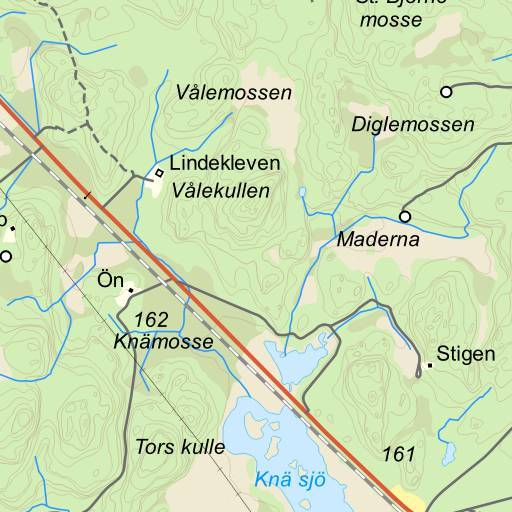 mosse
Vålemossen
Diglemossen
Lindekleven
Vålekullen
Maderna
Ön
162
Knämosse
Stigen
Tors kulle
161
Knä sjö